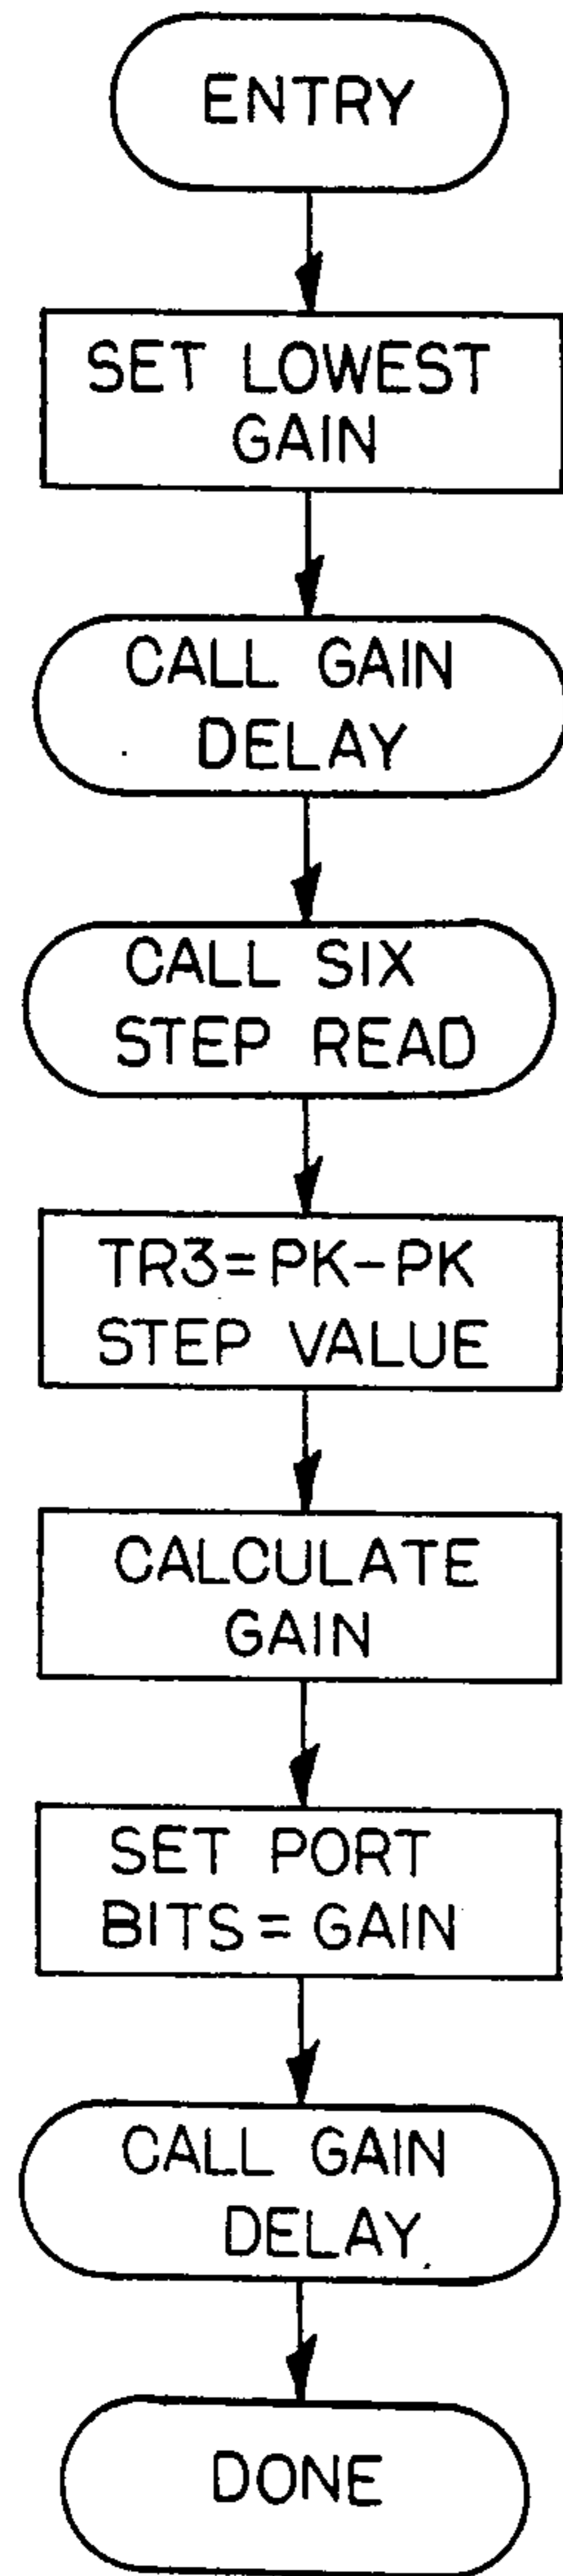 ENTRY
SET LOWEST
GAIN
CALL GAIN
DELAY
CALL SIX
STEP READ
TR3=PK-PK
STEP VALUE
CALCULATE
GAIN
SET PORT
BITS=GAIN
CALL GAIN
DELAY
DONE